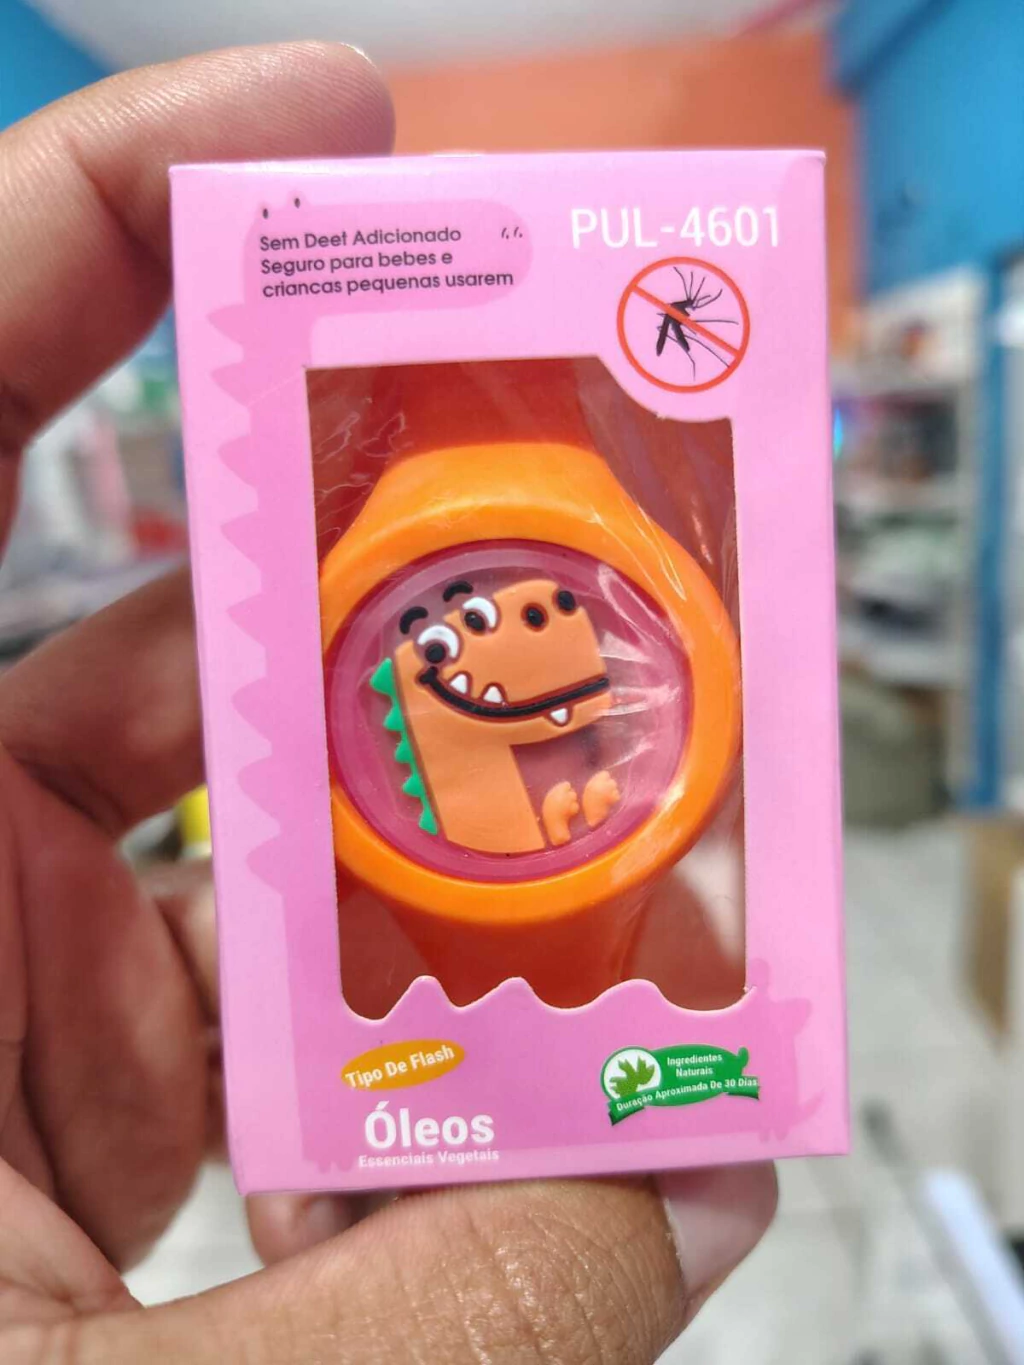 Sem Deet Adicionado
Seguro para bebes e
criancas pequenas usarem
PUL-4601
Tipo De Flash
Óleos
Essenciais Vegetais
Ingredientes
Naturais
Duração Aproximada De 30 Dias